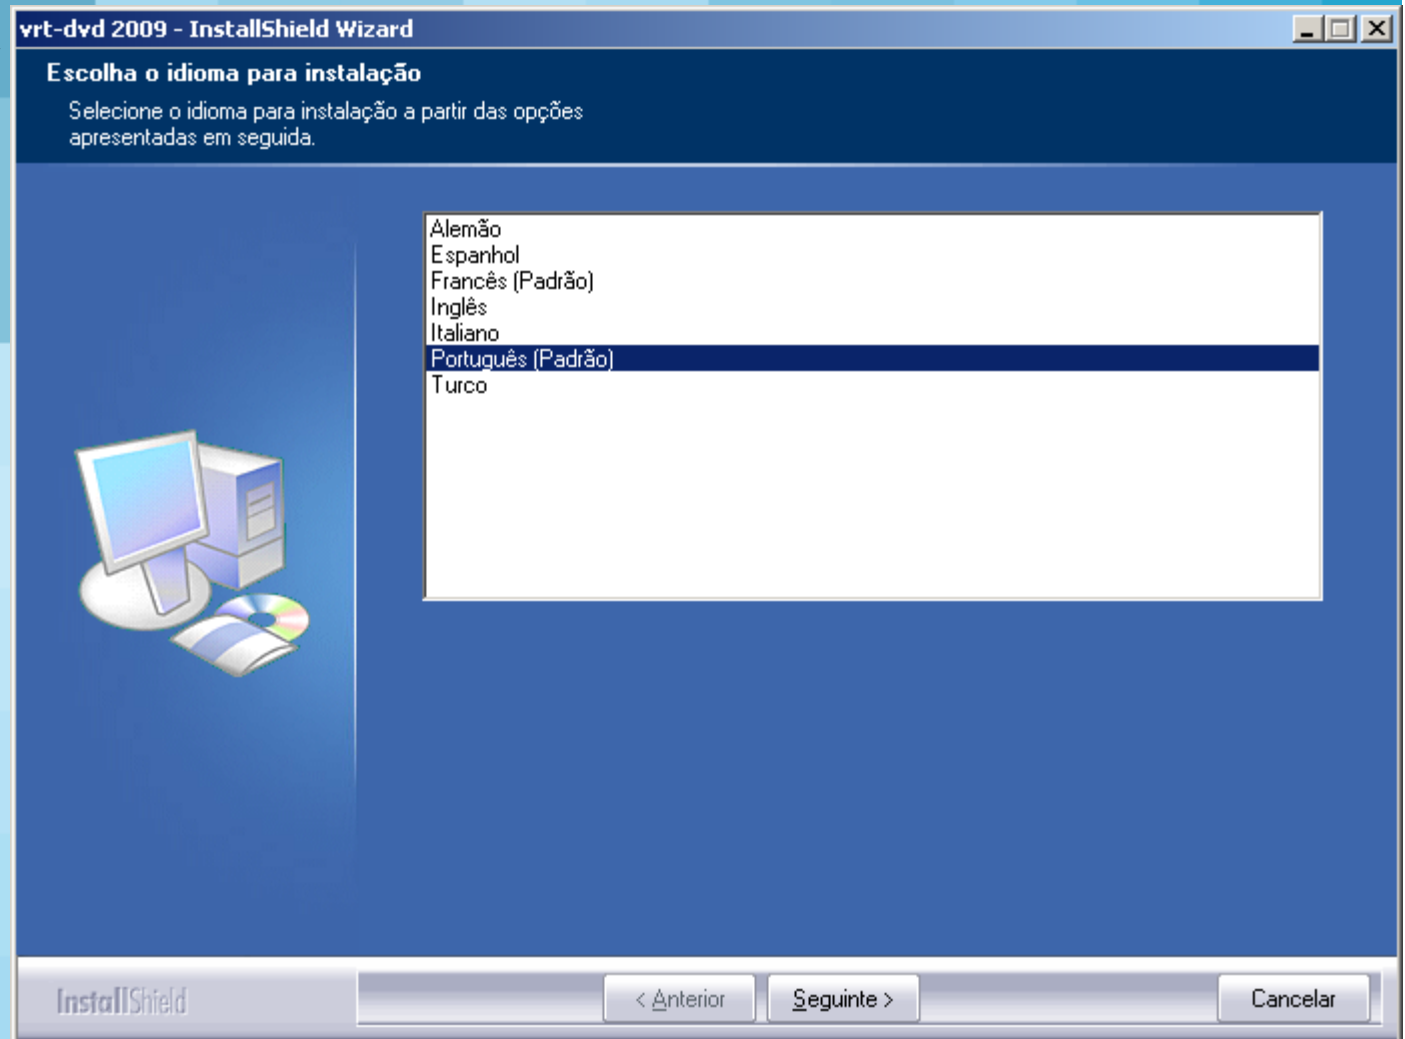 vrt-dvd 2009 - InstallShield Wizard
Escolha o idioma para instalação
Selecione o idioma para instalação a partir das opções
apresentadas em seguida.
Alemão
Espanhol
Francês (Padrão)
Inglês
Italiano
Português (Padrão)
Turco
InstallShield
< Anterior
Seguinte >
Cancelar